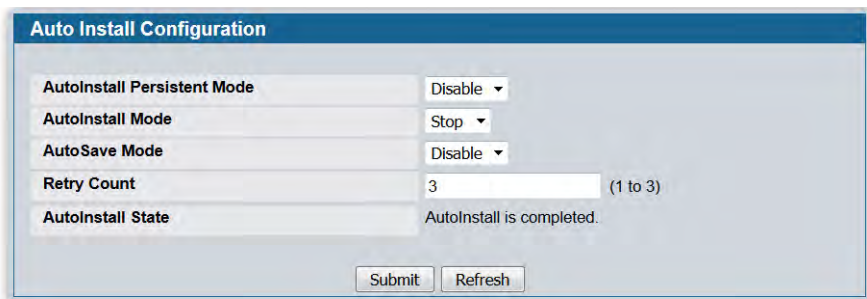 Auto Install Configuration
AutoInstall Persistent Mode Disable
AutoInstall Mode Stop
AutoSave Mode Disable
Retry Count 3 (1 to 3)
AutoInstall State AutoInstall is completed.
Submit Refresh